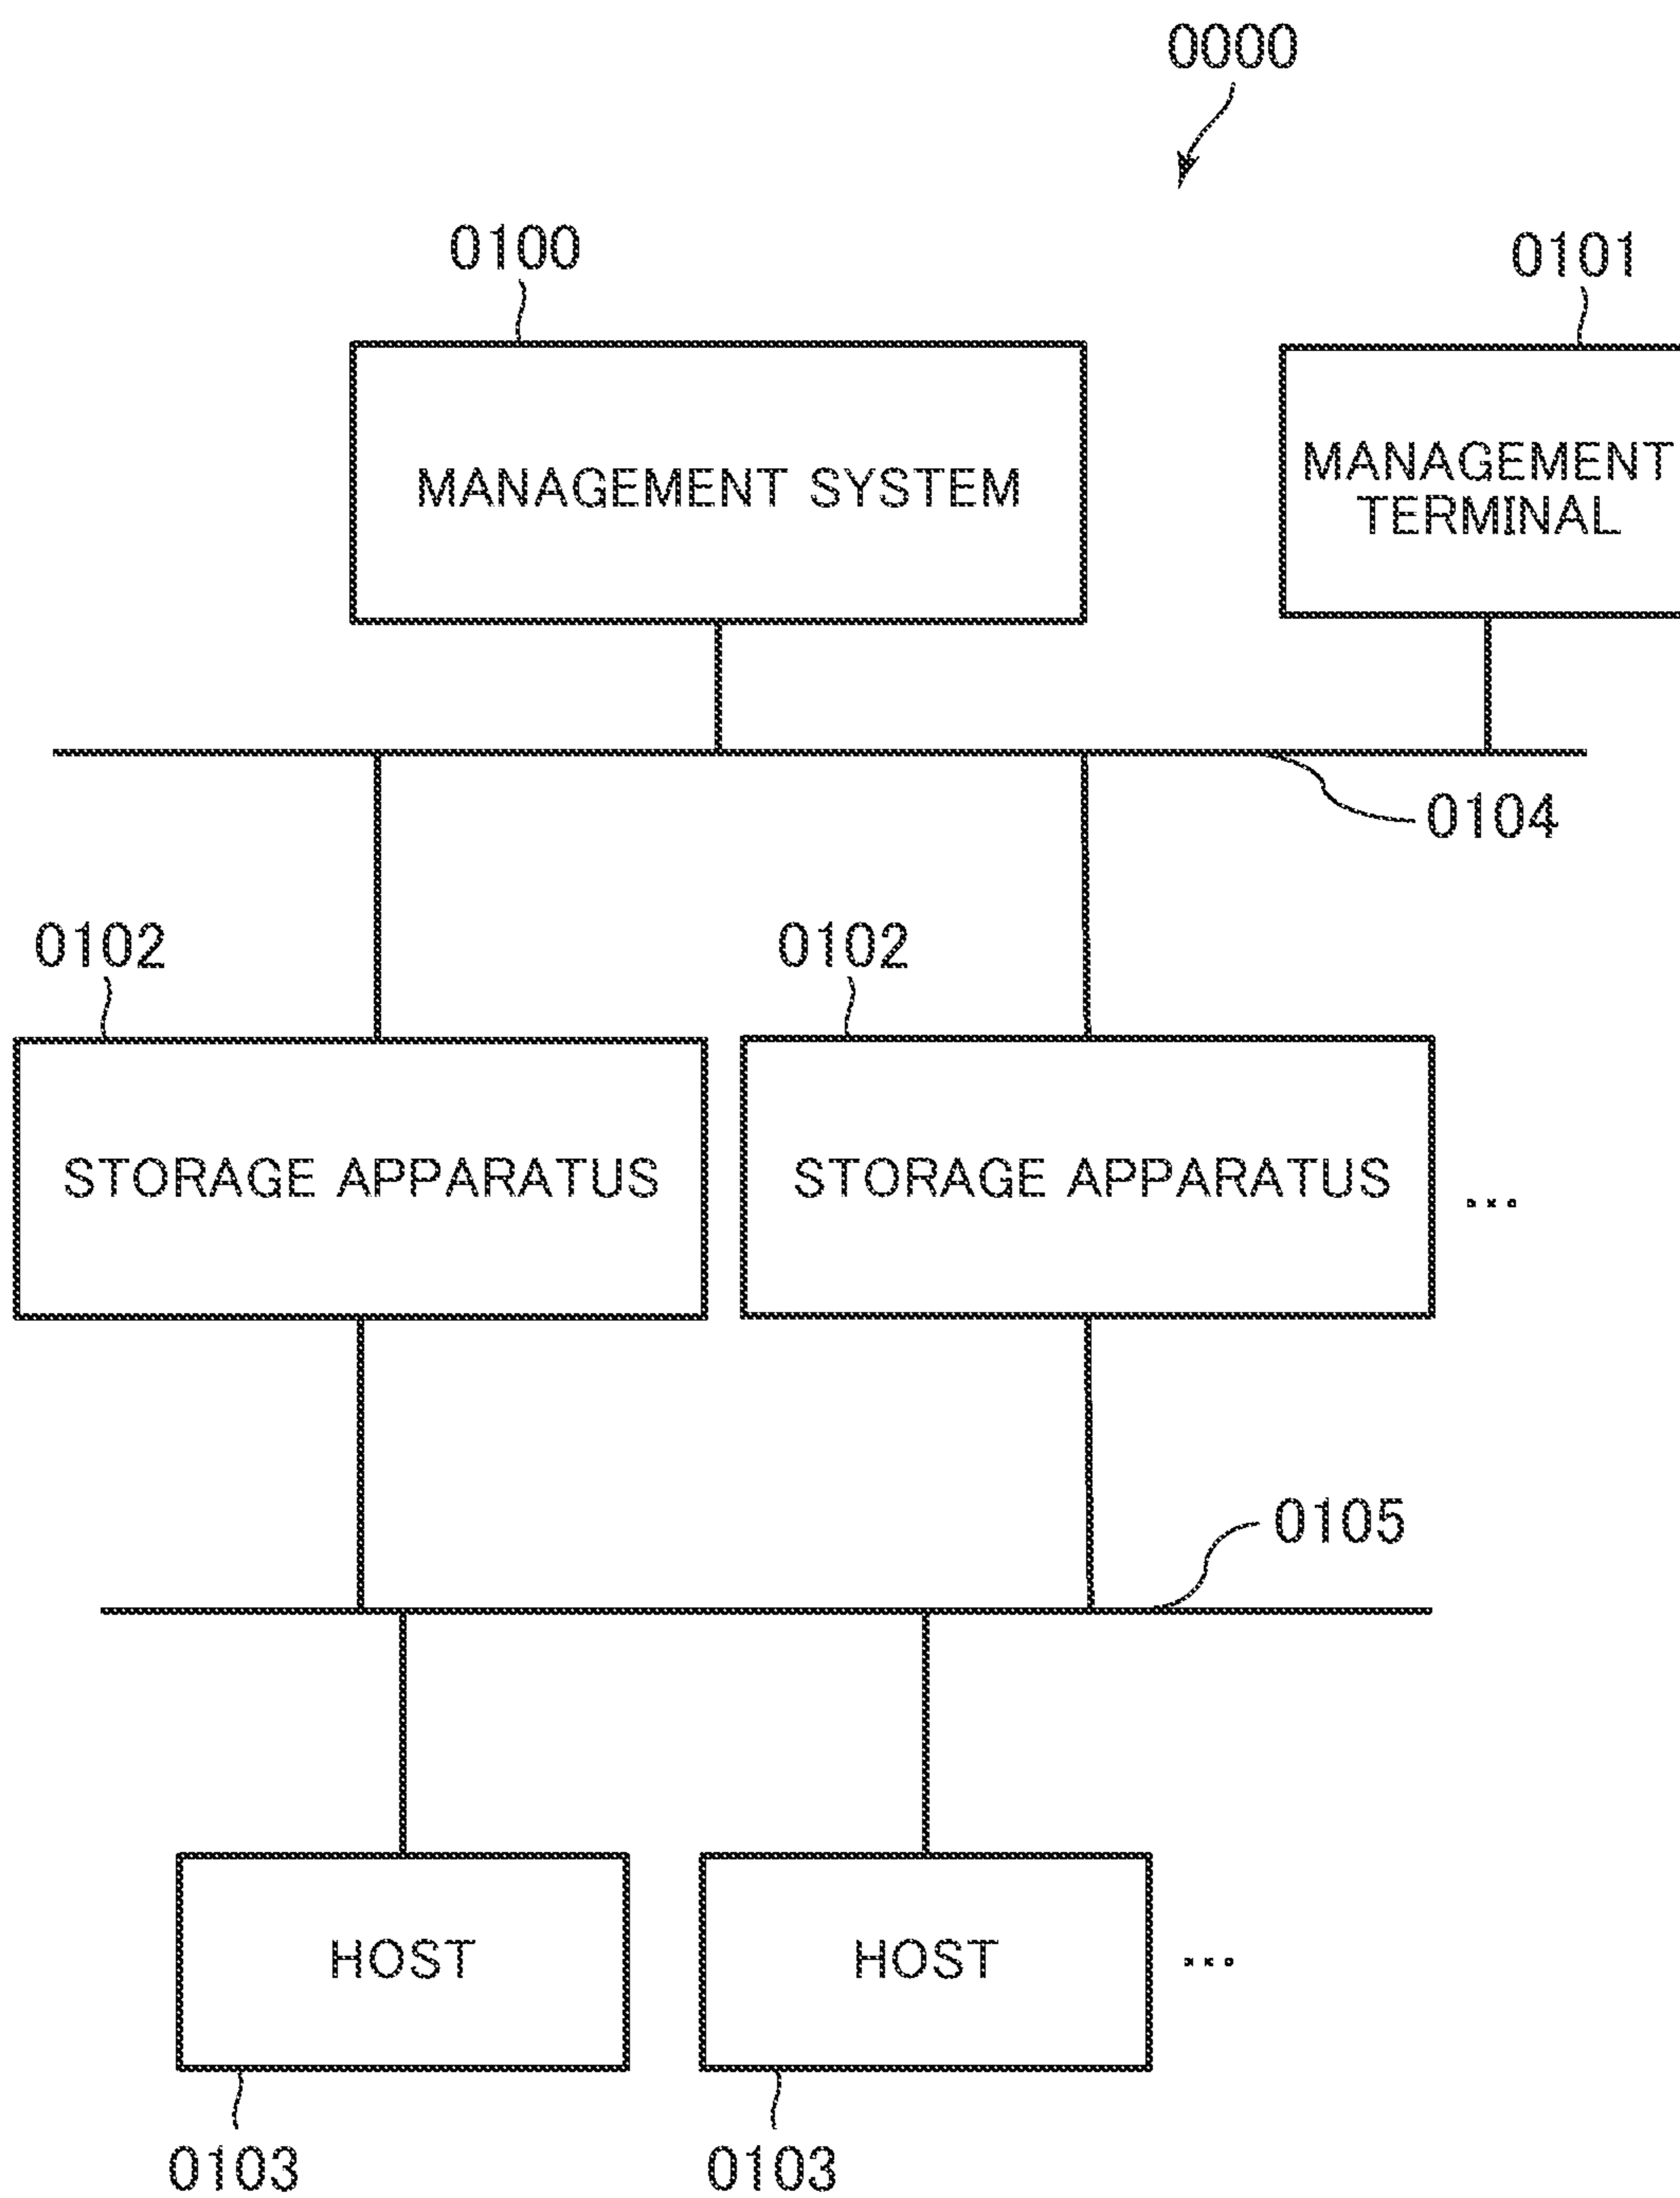 0000
0100
0101
MANAGEMENT SYSTEM
MANAGEMENT
TERMINAL
0104
0102
0102
STORAGE APPARATUS
STORAGE APPARATUS
...
0105
HOST
HOST
...
0103
0103